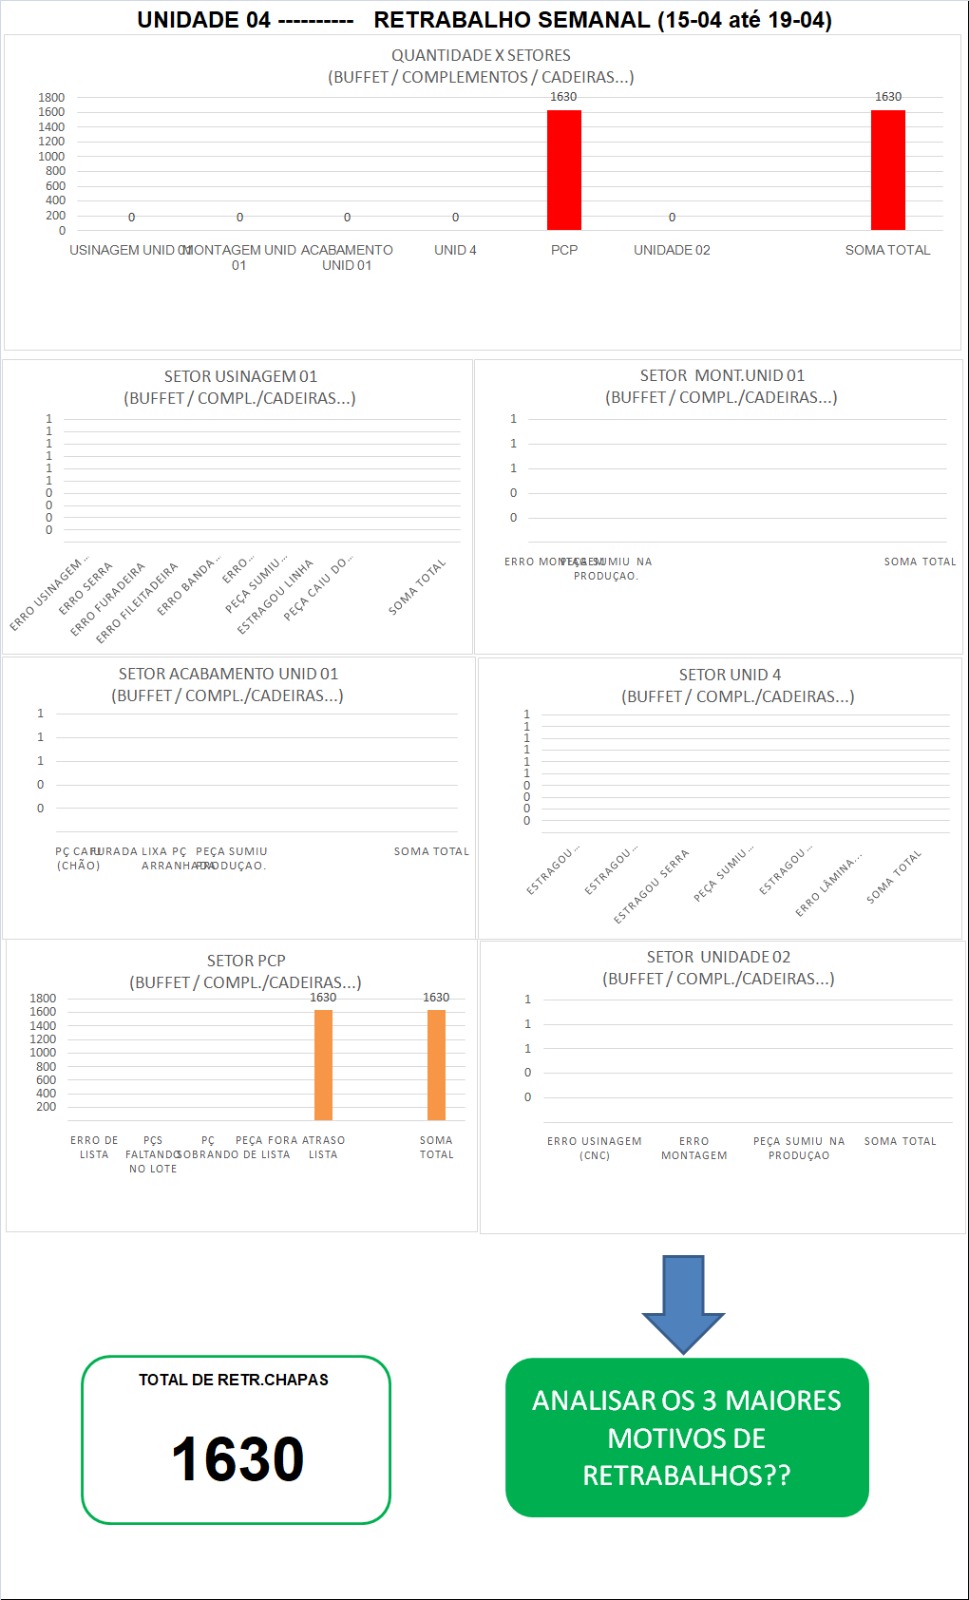 UNIDADE 04 ---------- RETRABALHO SEMANAL (15-04 até 19-04)
QUANTIDADE X SETORES
(BUFFET / COMPLEMENTOS / CADEIRAS...)
1800
1600
1400
1200
1000
800
600
400
200
0
0
0
0
0
1630
0
1630
USINAGEM UNID 01
MONTAGEM UNID
01
ACABAMENTO
UNID 01
UNID 4
PCP
UNIDADE 02
SOMA TOTAL
SETOR USINAGEM 01
(BUFFET / COMPL./CADEIRAS...)
1
1
1
1
1
1
0
0
0
0
ERRO USINAGEM...
ERRO SERRA
ERRO FURADEIRA
ERRO FILEITADEIRA
ERRO BANDA...
ERRO...
PEÇA SUMIU...
ESTRAGOU LINHA
PEÇA CAIU DO...
SOMA TOTAL
SETOR MONT.UNID 01
(BUFFET / COMPL./CADEIRAS...)
1
1
1
0
0
ERRO MONTAGEM
PEÇA SUMIU NA
PRODUÇAO.
SOMA TOTAL
SETOR ACABAMENTO UNID 01
(BUFFET / COMPL./CADEIRAS...)
1
1
1
0
0
PÇ CAIU
(CHÃO)
FURADA LIXA
PÇ
ARRANHADA
PEÇA SUMIU
PRODUÇAO.
SOMA TOTAL
SETOR UNID 4
(BUFFET / COMPL./CADEIRAS...)
1
1
1
1
1
1
0
0
0
0
ESTRAGOU...
ESTRAGOU...
ESTRAGOU SERRA
PEÇA SUMIU...
ESTRAGOU...
ERRO LÂMINA...
SOMA TOTAL
SETOR PCP
(BUFFET / COMPL./CADEIRAS...)
1800
1600
1400
1200
1000
800
600
400
200
1630
1630
ERRO DE
LISTA
PÇS
FALTANDO
NO LOTE
PÇ
SOBRANDO
PEÇA FORA
DE LISTA
ATRASO
LISTA
SOMA
TOTAL
SETOR UNIDADE 02
(BUFFET / COMPL./CADEIRAS...)
1
1
1
0
0
ERRO USINAGEM
(CNC)
ERRO
MONTAGEM
PEÇA SUMIU NA
PRODUÇAO
SOMA TOTAL
TOTAL DE RETR.CHAPAS
1630
ANALISAR OS 3 MAIORES
MOTIVOS DE
RETRABALHOS??